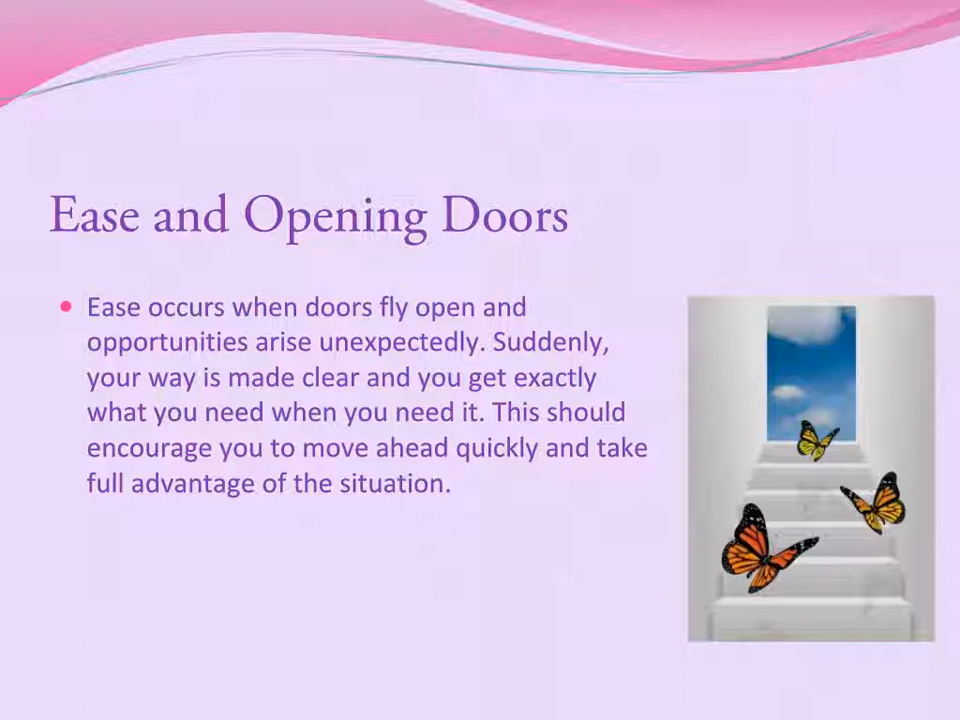 Ease and Opening Doors
Ease occurs when doors fly open and
opportunities arise unexpectedly. Suddenly,
your way is made clear and you get exactly
what you need when you need it. This should
encourage you to move ahead quickly and take
full advantage of the situation.